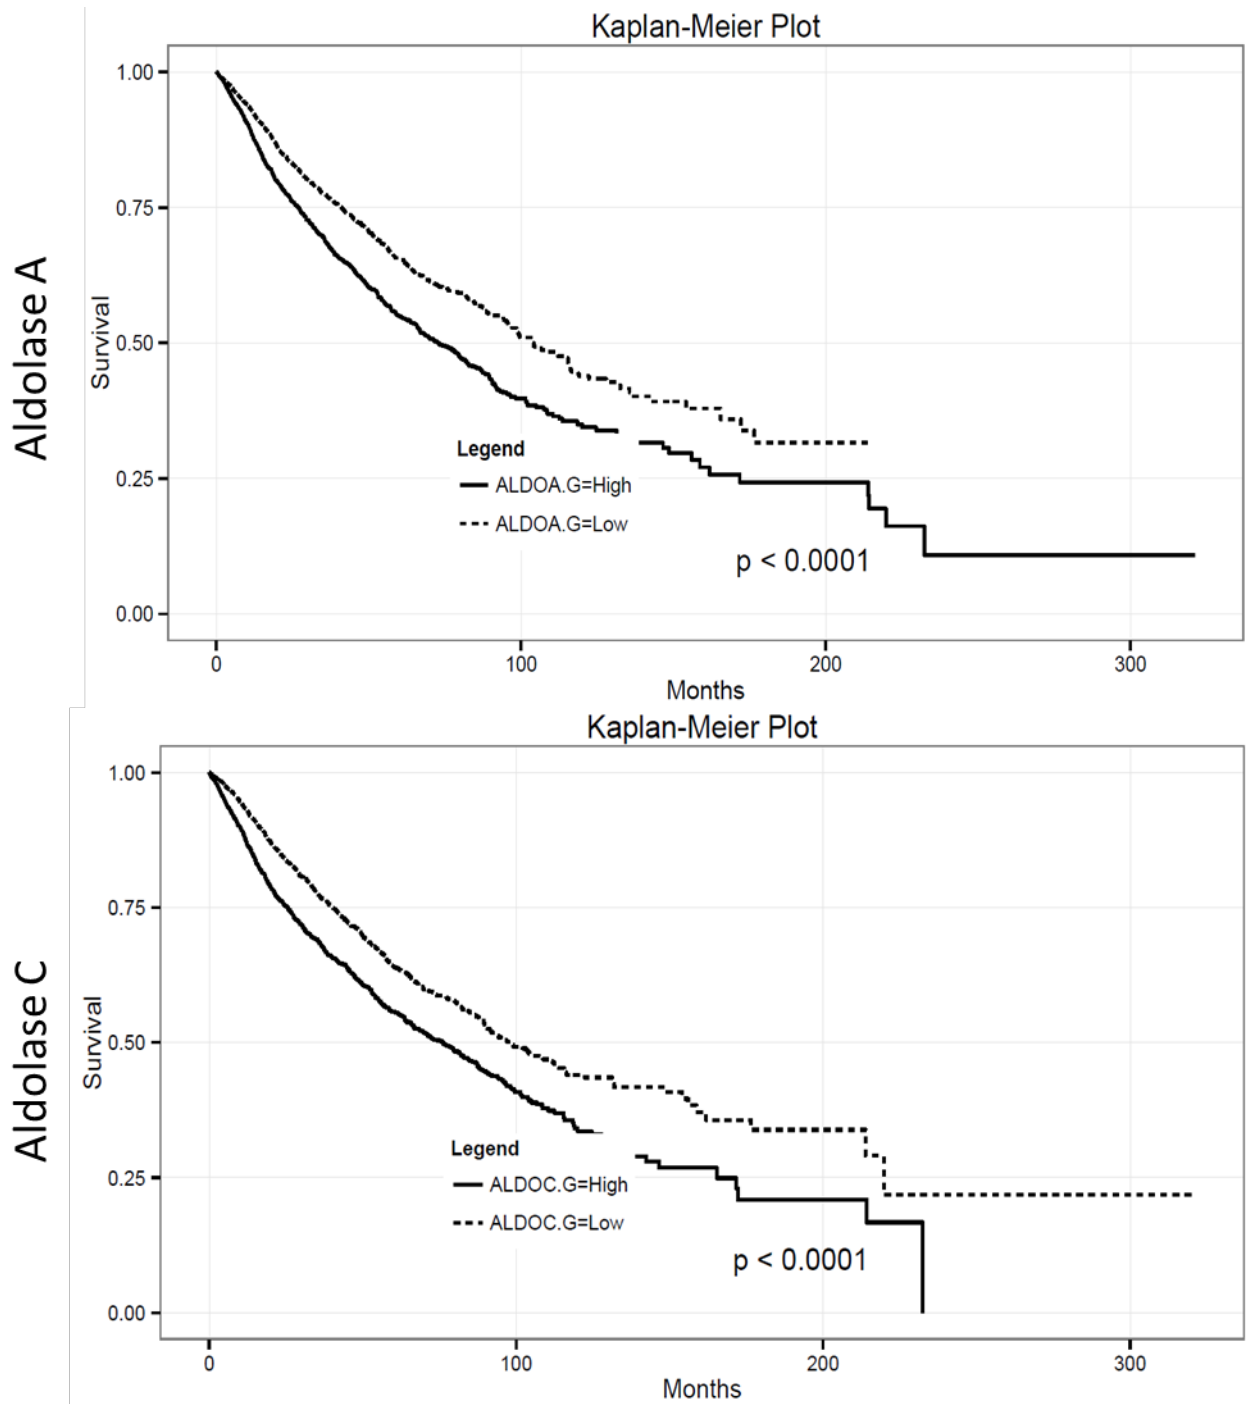 Aldolase A
Kaplan-Meier Plot
Survival
1.00
0.75
0.50
0.25
0.00
Legend
ALDOA.G=High
ALDOA.G=Low
p < 0.0001
0 100 200 300
Months
Aldolase C
Kaplan-Meier Plot
Survival
1.00
0.75
0.50
0.25
0.00
Legend
ALDOC.G=High
ALDOC.G=Low
p < 0.0001
0 100 200 300
Months